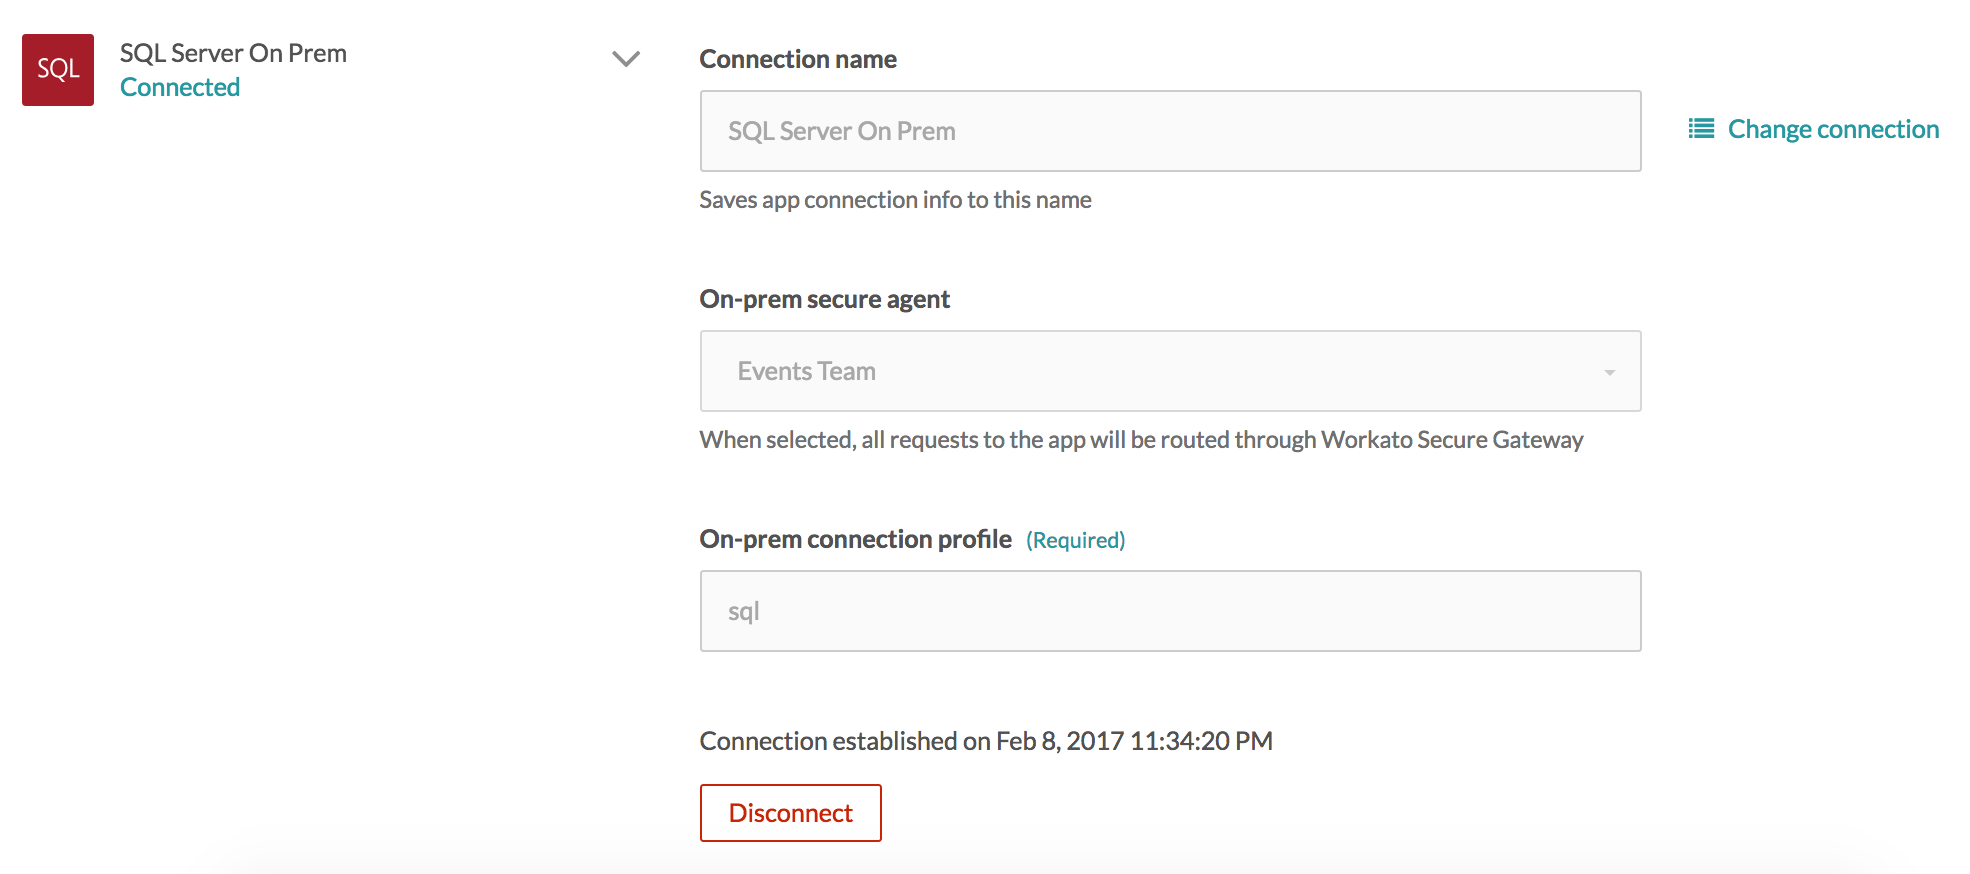 SQL
SQL Server On Prem
Connected
Connection name
SQL Server On Prem
Change connection
Saves app connection info to this name
On-prem secure agent
Events Team
When selected, all requests to the app will be routed through Workato Secure Gateway
On-prem connection profile (Required)
sql
Connection established on Feb 8, 2017 11:34:20 PM
Disconnect